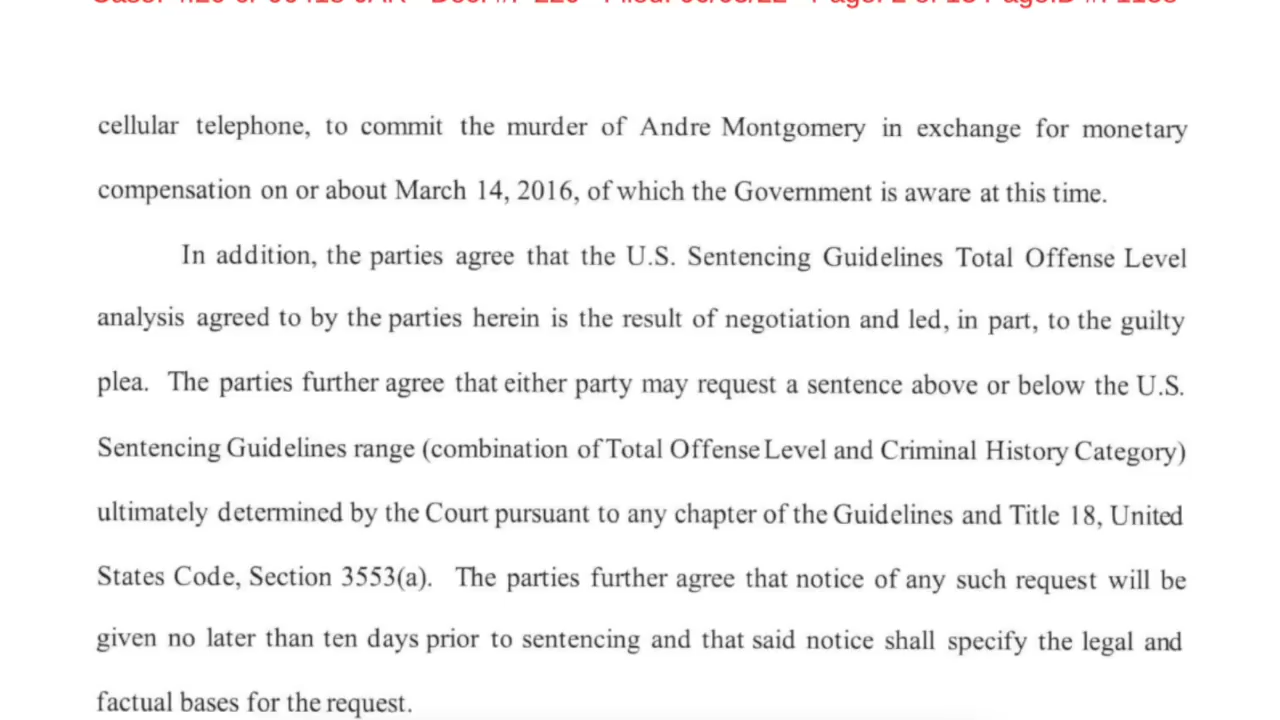 cellular telephone, to commit the murder of Andre Montgomery in exchange for monetary
compensation on or about March 14, 2016, of which the Government is aware at this time.
In addition, the parties agree that the U.S. Sentencing Guidelines Total Offense Level
analysis agreed to by the parties herein is the result of negotiation and led, in part, to the guilty
plea. The parties further agree that either party may request a sentence above or below the U.S.
Sentencing Guidelines range (combination of Total Offense Level and Criminal History Category)
ultimately determined by the Court pursuant to any chapter of the Guidelines and Title 18, United
States Code, Section 3553(a). The parties further agree that notice of any such request will be
given no later than ten days prior to sentencing and that said notice shall specify the legal and
factual bases for the request.